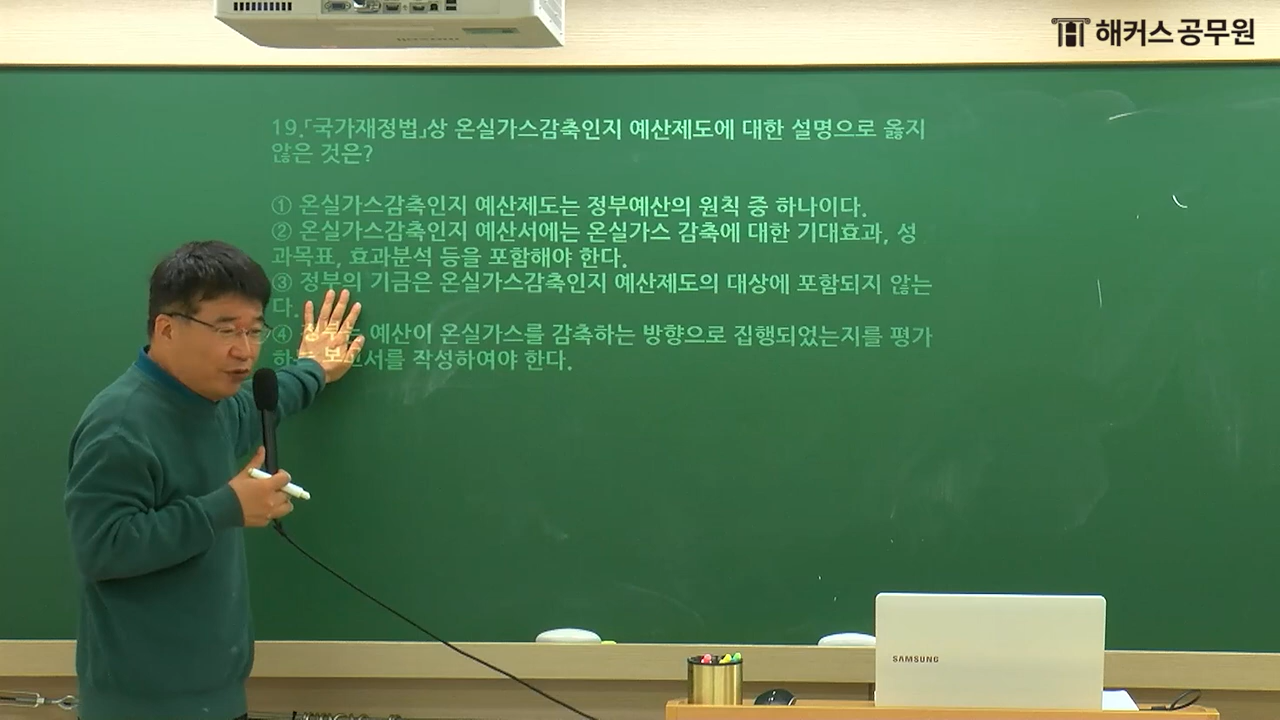 해커스공무원
19.「국가재정법」상 온실가스감축인지 예산제도에 대한 설명으로 옳지
않은 것은?
① 온실가스감축인지 예산제도는 정부예산의 원칙 중 하나이다.
② 온실가스감축인지 예산서에는 온실가스 감축에 대한 기대효과, 성
과목표, 효과분석 등을 포함해야 한다.
③ 정부의 기금은 온실가스감축인지 예산제도의 대상에 포함되지 않는
다.
④ 정부는 예산이 온실가스를 감축하는 방향으로 집행되었는지를 평가
보고서를 작성하여야 한다.
SAMSUNG